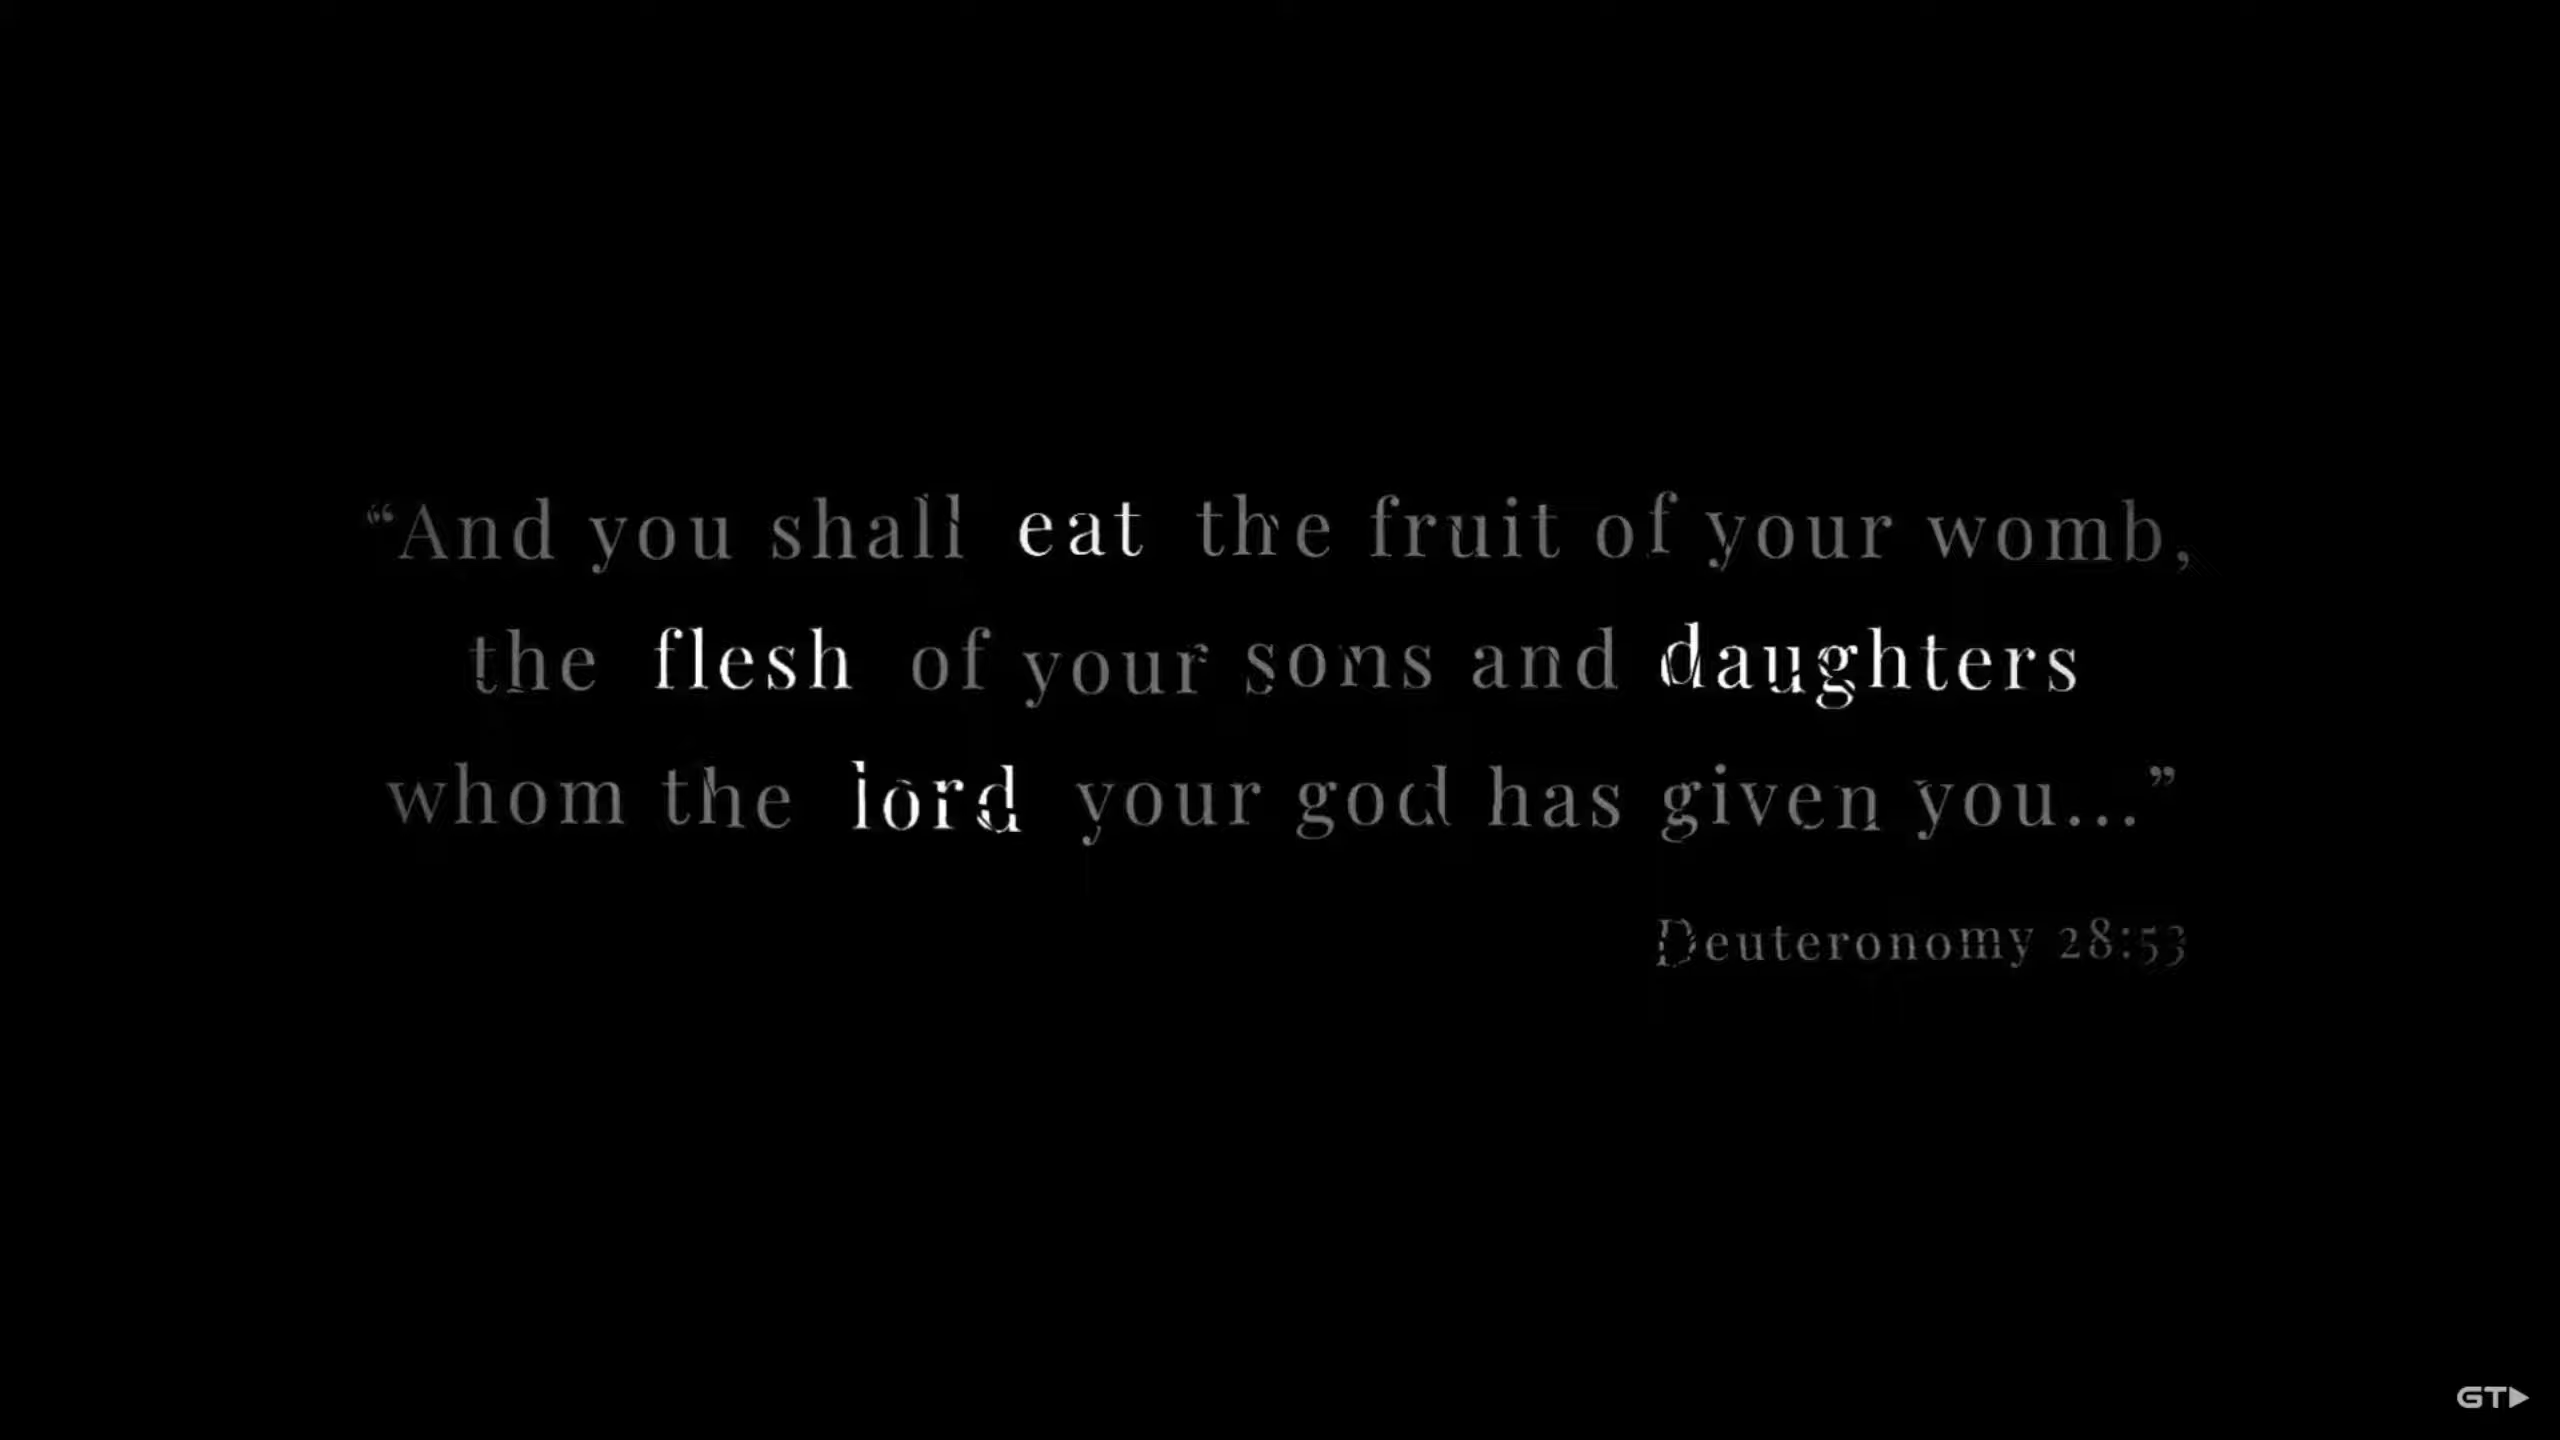 “And you shall eat the fruit of your womb,
the flesh of your sons and daughters
whom the lord your god has given you...”
Deuteronomy 28:53
GT